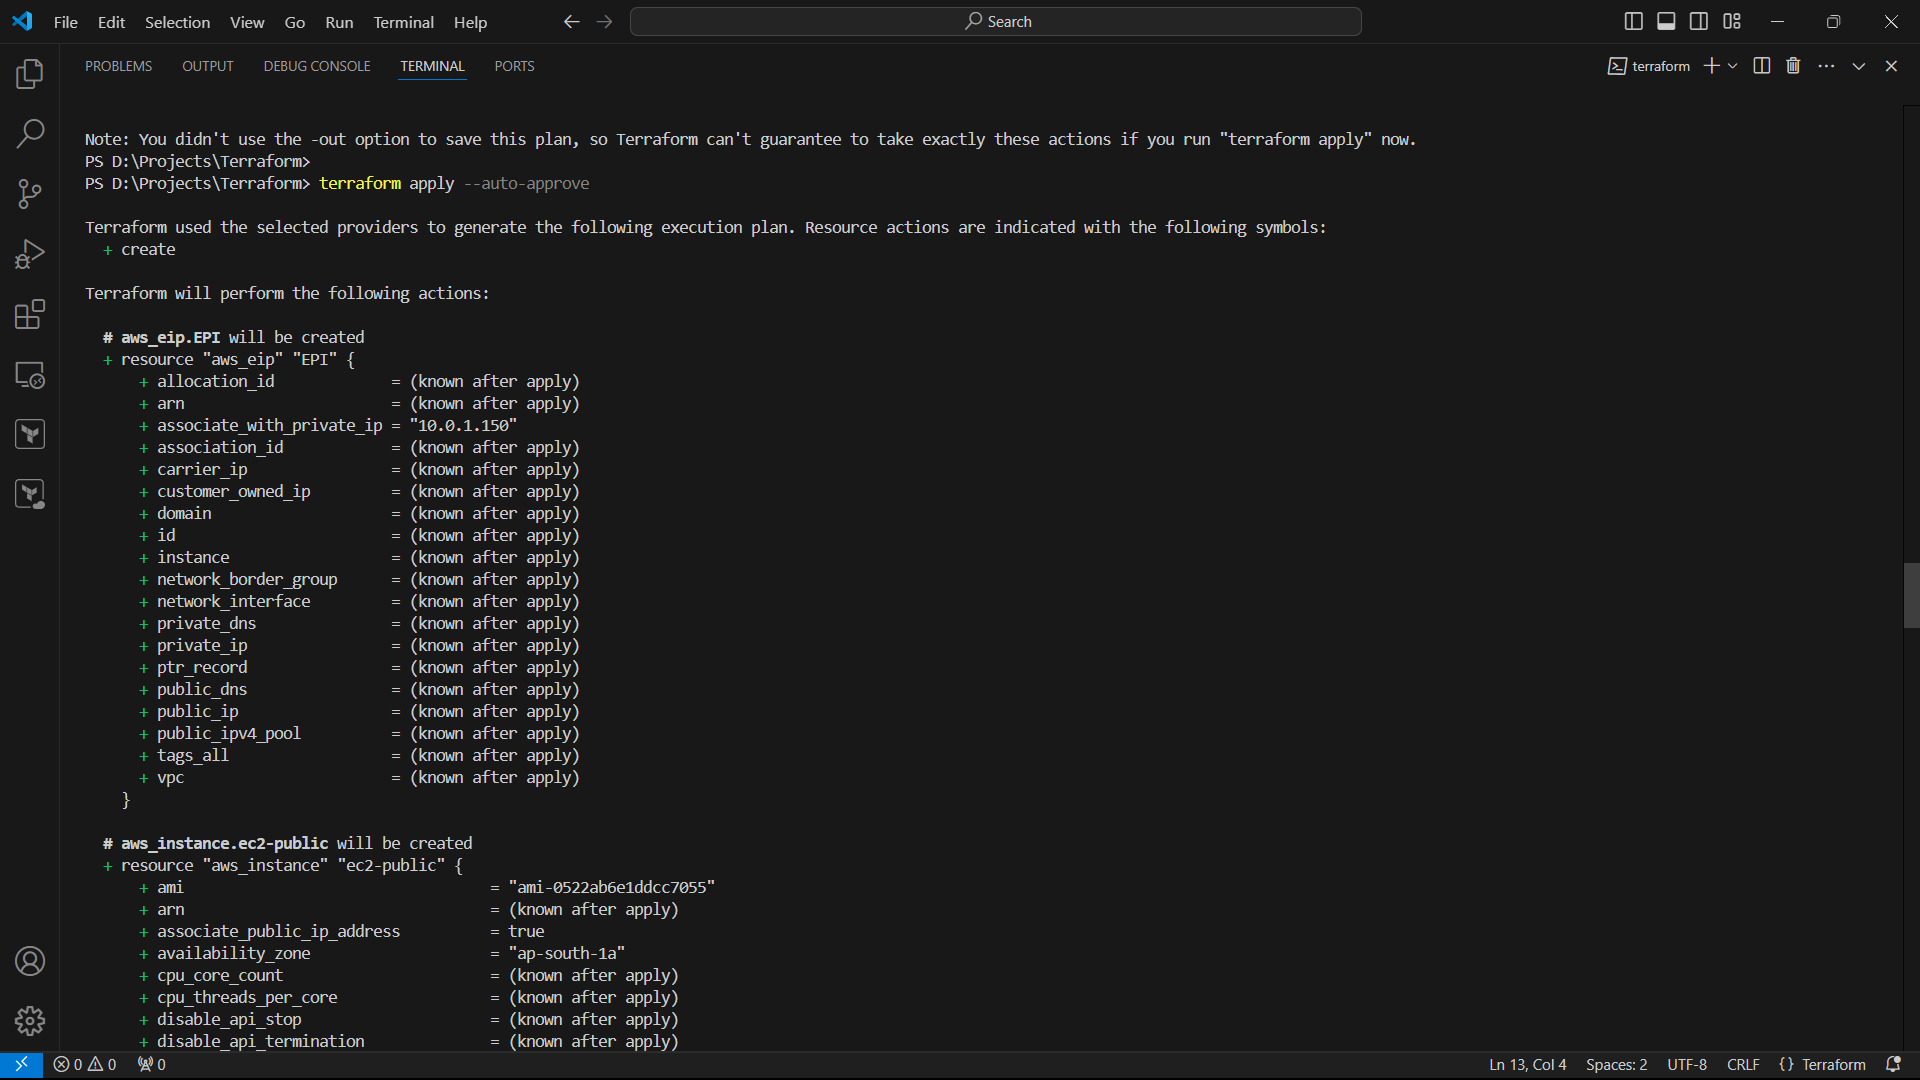 File Edit Selection View Go Run Terminal Help Search
PROBLEMS OUTPUT DEBUG CONSOLE TERMINAL PORTS terraform
Note: You didn't use the -out option to save this plan, so Terraform can't guarantee to take exactly these actions if you run "terraform apply" now.
PS D:\Projects\Terraform>
PS D:\Projects\Terraform> terraform apply --auto-approve
Terraform used the selected providers to generate the following execution plan. Resource actions are indicated with the following symbols:
+ create
Terraform will perform the following actions:
# aws_eip.EPI will be created
+ resource "aws_eip" "EPI" {
+ allocation_id = (known after apply)
+ arn = (known after apply)
+ associate_with_private_ip = "10.0.1.150"
+ association_id = (known after apply)
+ carrier_ip = (known after apply)
+ customer_owned_ip = (known after apply)
+ domain = (known after apply)
+ id = (known after apply)
+ instance = (known after apply)
+ network_border_group = (known after apply)
+ network_interface = (known after apply)
+ private_dns = (known after apply)
+ private_ip = (known after apply)
+ ptr_record = (known after apply)
+ public_dns = (known after apply)
+ public_ip = (known after apply)
+ public_ipv4_pool = (known after apply)
+ tags_all = (known after apply)
+ vpc = (known after apply)
}
# aws_instance.ec2-public will be created
+ resource "aws_instance" "ec2-public" {
+ ami = "ami-0522ab6e1ddcc7055"
+ arn = (known after apply)
+ associate_public_ip_address = true
+ availability_zone = "ap-south-1a"
+ cpu_core_count = (known after apply)
+ cpu_threads_per_core = (known after apply)
+ disable_api_stop = (known after apply)
+ disable_api_termination = (known after apply)
0 0 0 Ln 13, Col 4 Spaces: 2 UTF-8 CRLF {} Terraform